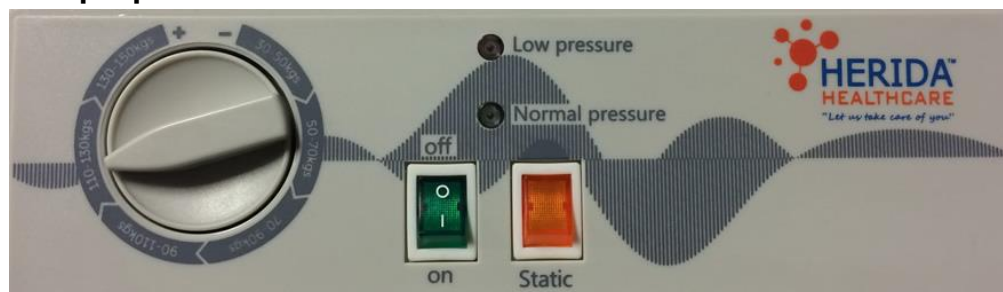 + -
30-50kgs
50-70kgs
70-90kgs
90-110kgs
110-130kgs
130-150kgs
Low pressure
Normal pressure
off
O
I
on
Static
HERIDA™
HEALTHCARE
"Let us take care of you"